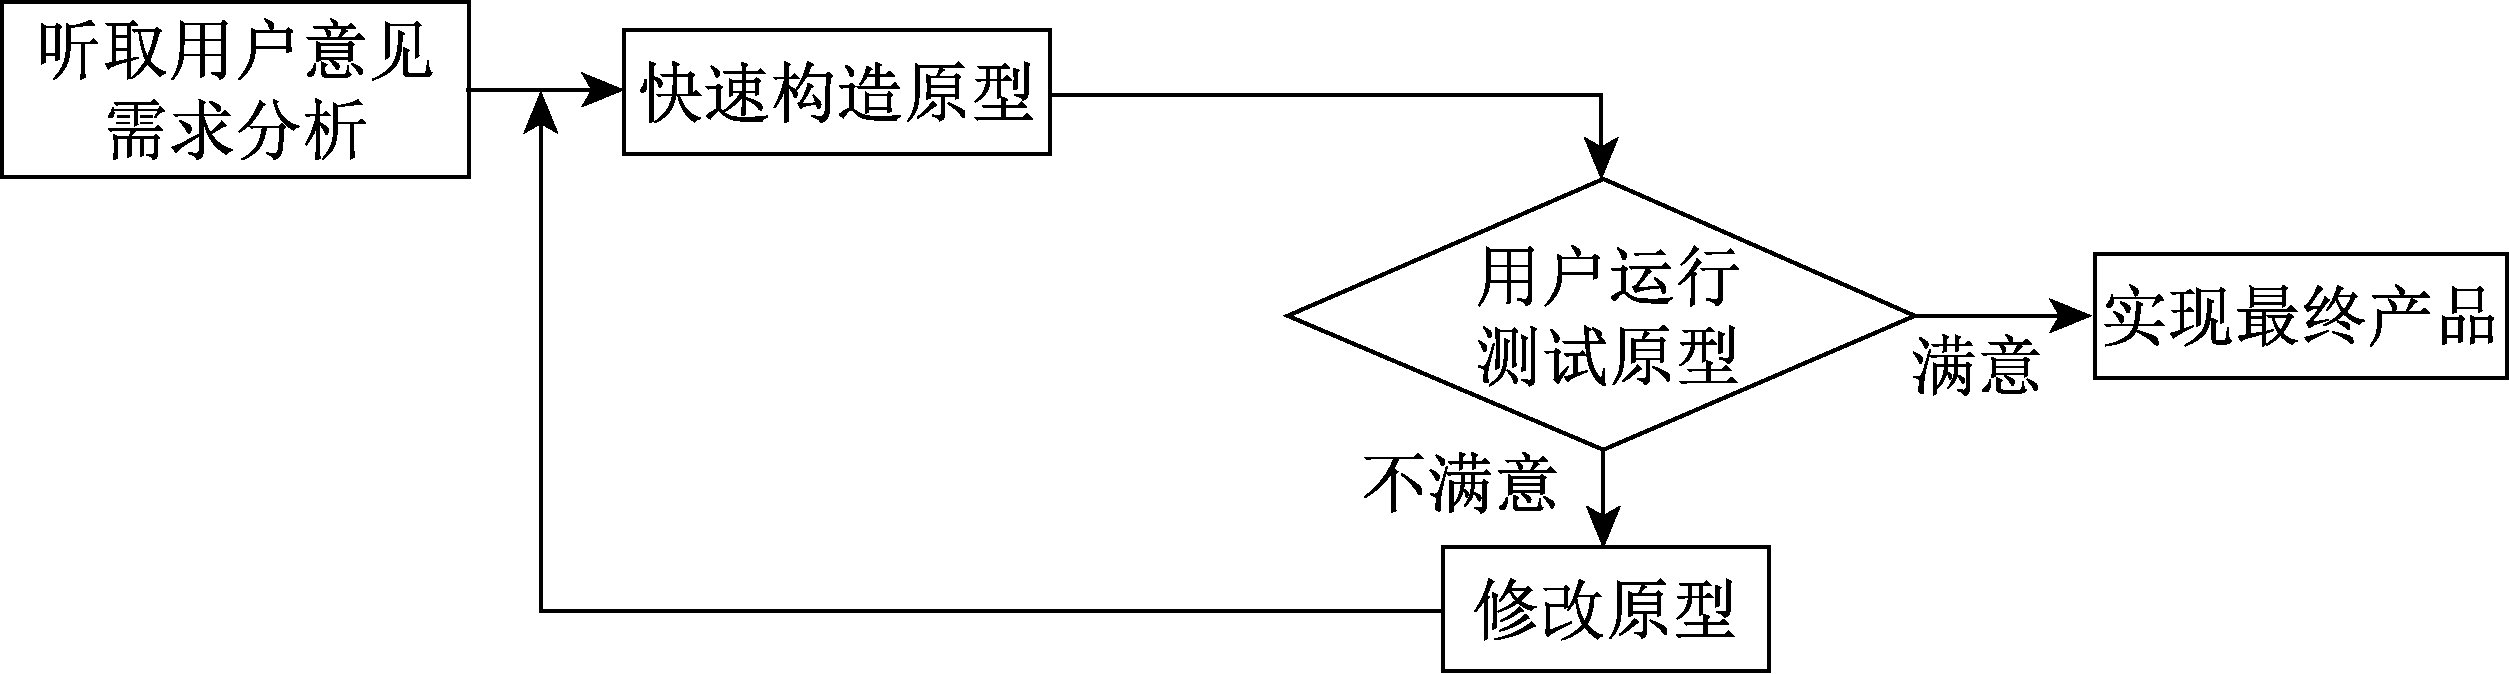 听取用户意见
需求分析
快速构造原型
用户运行
测试原型
满意
实现最终产品
不满意
修改原型